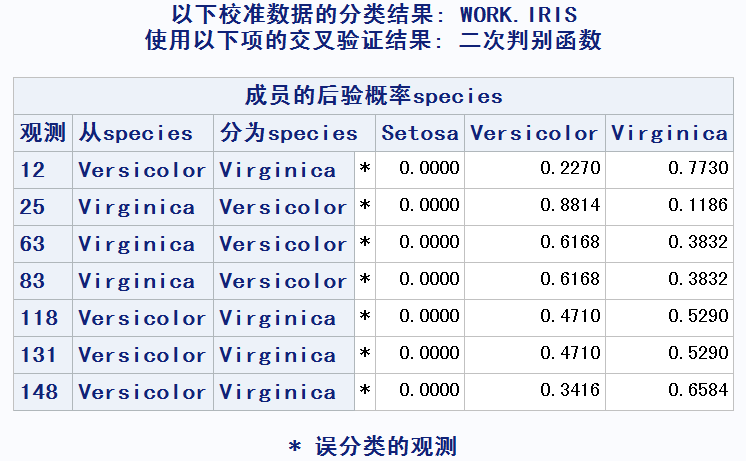 以下校准数据的分类结果: WORK.IRIS
使用以下项的交叉验证结果: 二次判别函数
成员的后验概率species
观测 从species 分为species Setosa Versicolor Virginica
12 Versicolor Virginica * 0.0000 0.2270 0.7730
25 Virginica Versicolor * 0.0000 0.8814 0.1186
63 Virginica Versicolor * 0.0000 0.6168 0.3832
83 Virginica Versicolor * 0.0000 0.6168 0.3832
118 Versicolor Virginica * 0.0000 0.4710 0.5290
131 Versicolor Virginica * 0.0000 0.4710 0.5290
148 Versicolor Virginica * 0.0000 0.3416 0.6584
* 误分类的观测